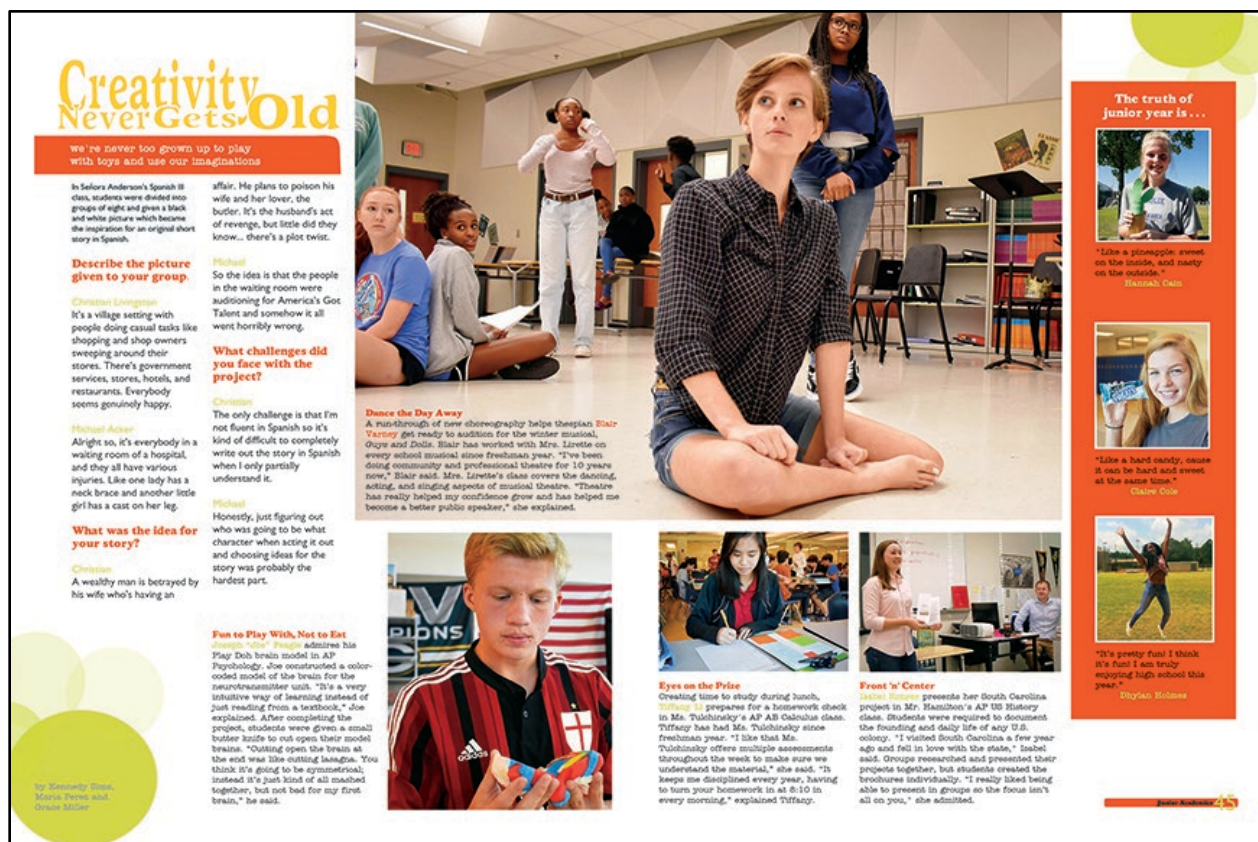 Creativity
Never Gets Old
we're never too grown up to play
with toys and use our imaginations
In Señora Anderson's Spanish III
class, students were divided into
groups of eight and given a black
and white picture which became
the inspiration for an original short
story in Spanish.
Describe the picture
given to your group.
Christian Livingston
It's a village setting with
people doing casual tasks like
shopping and shop owners
sweeping around their
stores. There's government
services, stores, hotels, and
restaurants. Everybody
seems genuinely happy.
Michael Acker
Alright so, it's everybody in a
waiting room of a hospital,
and they all have various
injuries. Like one lady has a
neck brace and another little
girl has a cast on her leg.
What was the idea for
your story?
Christian
A wealthy man is betrayed by
his wife who's having an
affair. He plans to poison his
wife and her lover, the
butler. It's the husband's act
of revenge, but little did they
know... there's a plot twist.
Michael
So the idea is that the people
in the waiting room were
auditioning for America's Got
Talent and somehow it all
went horribly wrong.
What challenges did
you face with the
project?
Christian
The only challenge is that I'm
not fluent in Spanish so it's
kind of difficult to completely
write out the story in Spanish
when I only partially
understand it.
Michael
Honestly, just figuring out
who was going to be what
character when acting it out
and choosing ideas for the
story was probably the
hardest part.
Dance the Day Away
A run-through of new choreography helps thespian Blair
Varney get ready to audition for the winter musical,
Guys and Dolls. Blair has worked with Mrs. Lirette on
every school musical since freshman year. "I've been
doing community and professional theatre for 10 years
now," Blair said. Mrs. Lirette's class covers the dancing,
acting, and singing aspects of musical theatre. "Theatre
has really helped my confidence grow and has helped me
become a better public speaker," she explained.
Fun to Play With, Not to Eat
Joseph "Joe" Feagle admires his
Play Doh brain model in AP
Psychology. Joe constructed a color-
coded model of the brain for the
neurotransmitter unit. "It's a very
intuitive way of learning instead of
just reading from a textbook," Joe
explained. After completing the
project, students were given a small
butter knife to cut open their model
brains. "Cutting open the brain at
the end was like cutting lasagna. You
think it's going to be symmetrical;
instead it's just kind of all mashed
together, but not bad for my first
brain," he said.
adidas
Eyes on the Prize
Creating time to study during lunch,
Tiffany Li prepares for a homework check
in Ms. Tulchinsky's AP AB Calculus class.
Tiffany has had Ms. Tulchinsky since
freshman year. "I like that Ms.
Tulchinsky offers multiple assessments
throughout the week to make sure we
understand the material," she said. "It
keeps me disciplined every year, having
to turn your homework in at 8:10 in
every morning," explained Tiffany.
Front 'n' Center
Isabel presents her South Carolina
project in Mr. Hamilton's AP US History
class. Students were required to document
the founding and daily life of any U.S.
colony. "I visited South Carolina a few year
ago and fell in love with the state," Isabel
said. Groups researched and presented their
projects together, but students created the
brochures individually. "I really liked being
able to present in groups so the focus isn't
all on you," she admitted.
The truth of
junior year is...
"Like a pineapple: sweet
on the inside, and nasty
on the outside."
Hannah Cain
"Like a hard candy, cause
it can be hard and sweet
at the same time."
Claire Cole
"It's pretty fun! I think
it's fun! I am truly
enjoying high school this
year."
Dhylan Holmes
by Kennedy Sims,
Maria Perez and
Grace Miller
Junior Academics 45